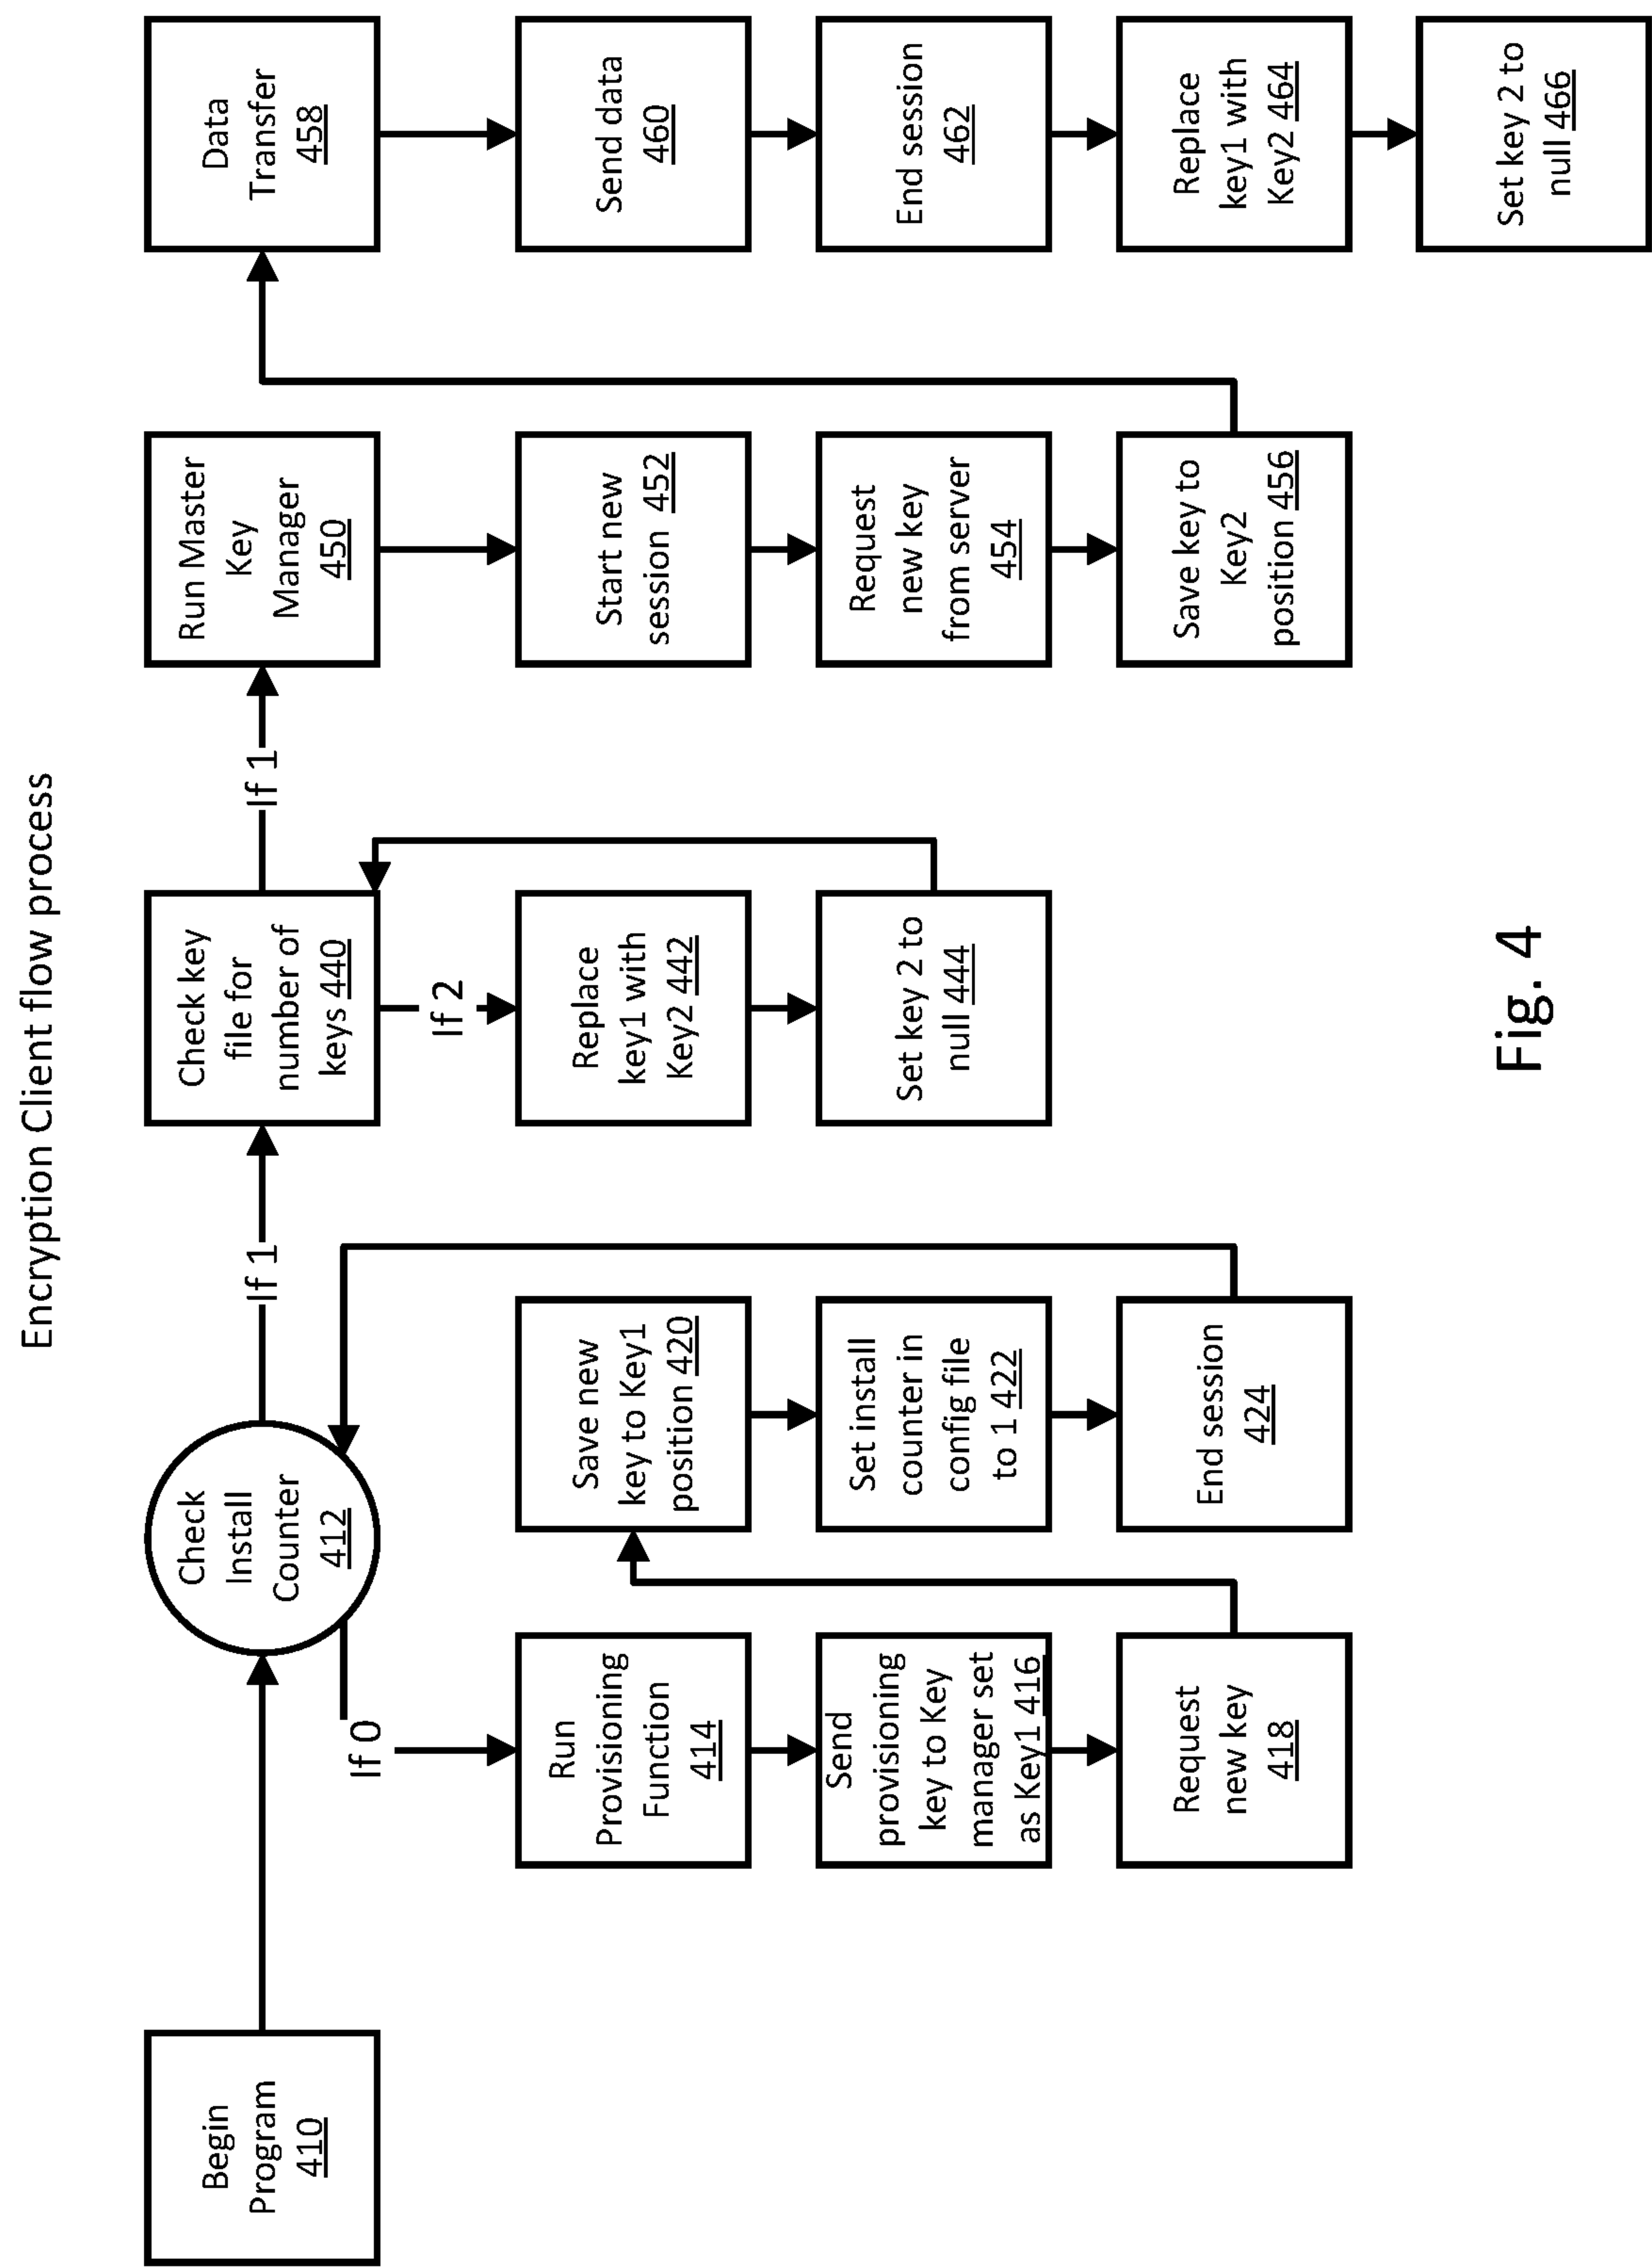 Encryption Client flow process
Begin
Program
410
Check
Install
Counter
412
If 0
Run
Provisioning
Function
414
Send
provisioning
key to Key
manager set
as Key1 416
Request
new key
418
Save new
key to Key1
position 420
Set install
counter in
config file
to 1 422
End session
424
If 1
Check key
file for
number of
keys 440
If 2
Replace
key1 with
Key2 442
Set key 2 to
null 444
If 1
Run Master
Key
Manager
450
Start new
session 452
Request
new key
from server
454
Save key to
Key2
position 456
Data
Transfer
458
Send data
460
End session
462
Replace
key1 with
Key2 464
Set key 2 to
null 466
Fig. 4